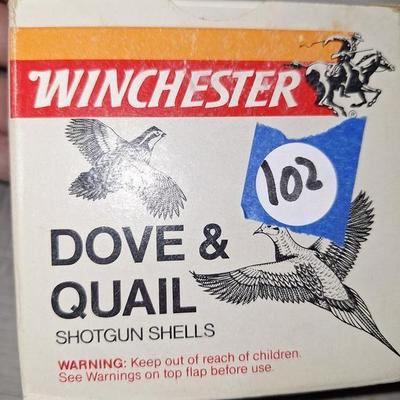 WINCHESTER
®
102
DOVE &
QUAIL
SHOTGUN SHELLS
WARNING: Keep out of reach of children.
See Warnings on top flap before use.